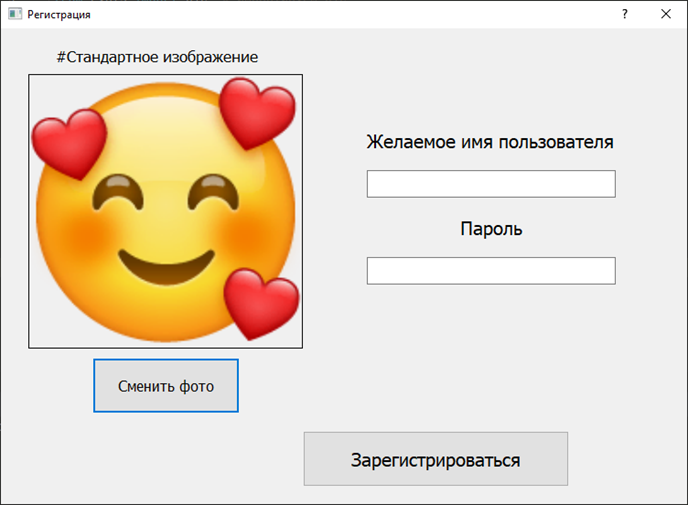 Регистрация
#Стандартное изображение
Желаемое имя пользователя
Пароль
Сменить фото
Зарегистрироваться